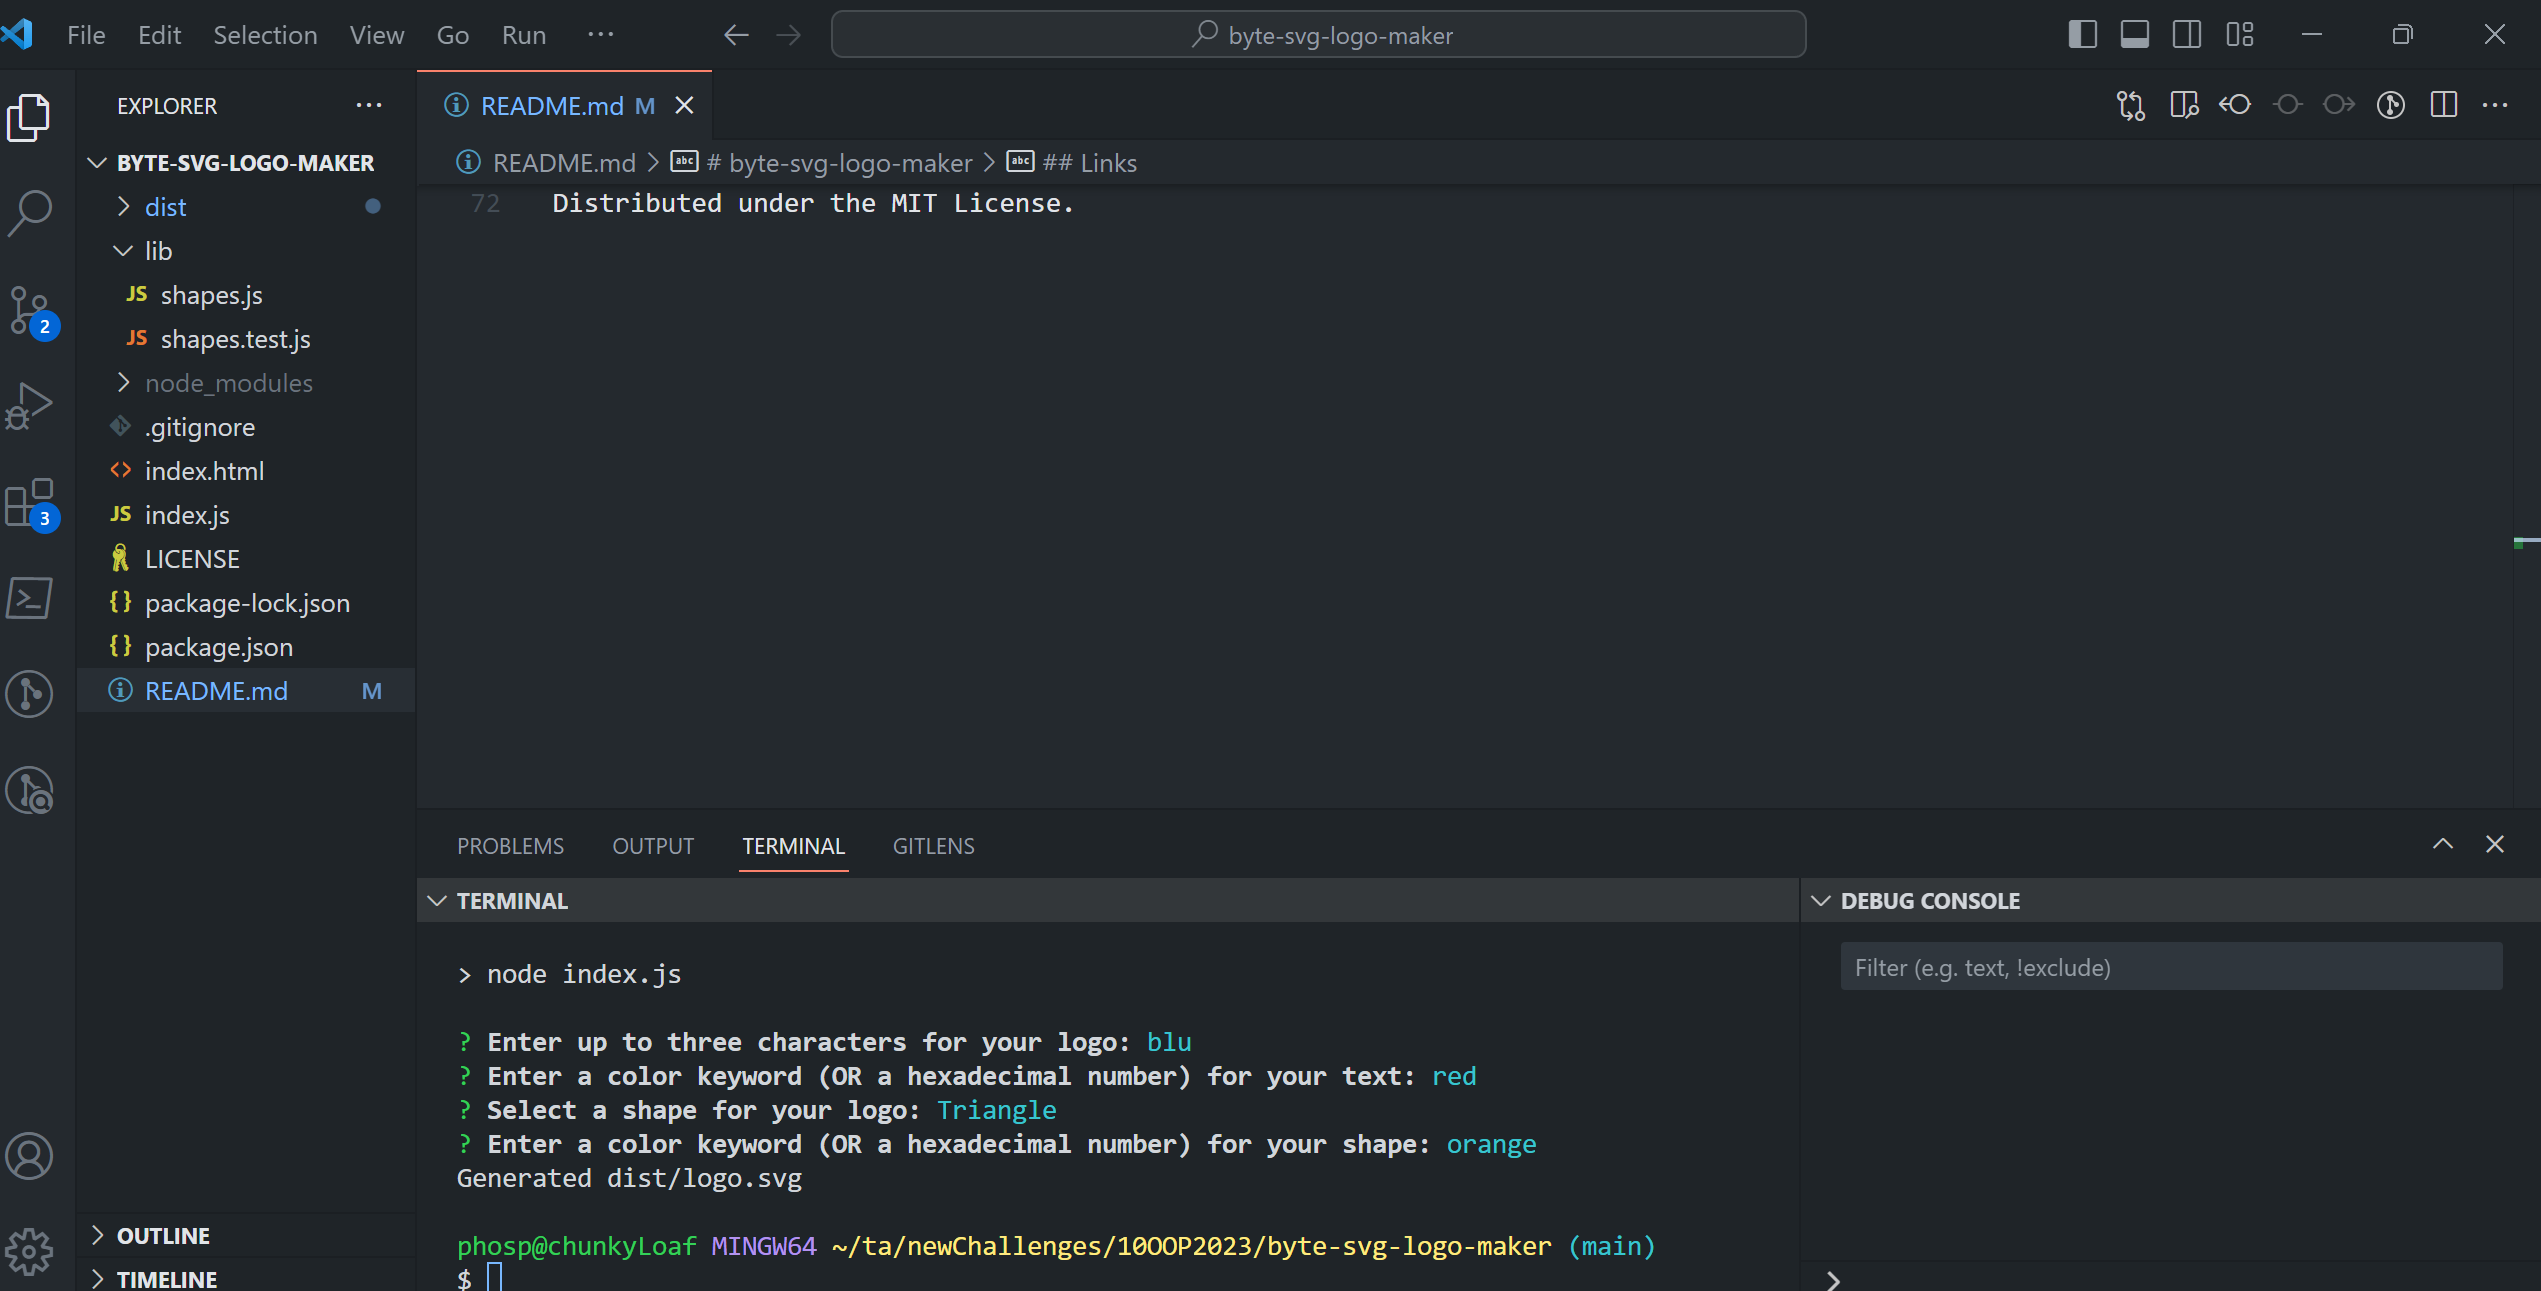 File Edit Selection View Go Run ··· byte-svg-logo-maker
EXPLORER ···
README.md M
README.md > # byte-svg-logo-maker > ## Links
BYTE-SVG-LOGO-MAKER
dist
lib
JS shapes.js
JS shapes.test.js
node_modules
.gitignore
<> index.html
JS index.js
LICENSE
{} package-lock.json
{} package.json
README.md M
2
3
OUTLINE
TIMELINE
72 Distributed under the MIT License.
PROBLEMS OUTPUT TERMINAL GITLENS
TERMINAL
> node index.js
? Enter up to three characters for your logo: blu
? Enter a color keyword (OR a hexadecimal number) for your text: red
? Select a shape for your logo: Triangle
? Enter a color keyword (OR a hexadecimal number) for your shape: orange
Generated dist/logo.svg
phosp@chunkyLoaf MINGW64 ~/ta/newChallenges/10OOP2023/byte-svg-logo-maker (main)
$
DEBUG CONSOLE
Filter (e.g. text, !exclude)
>